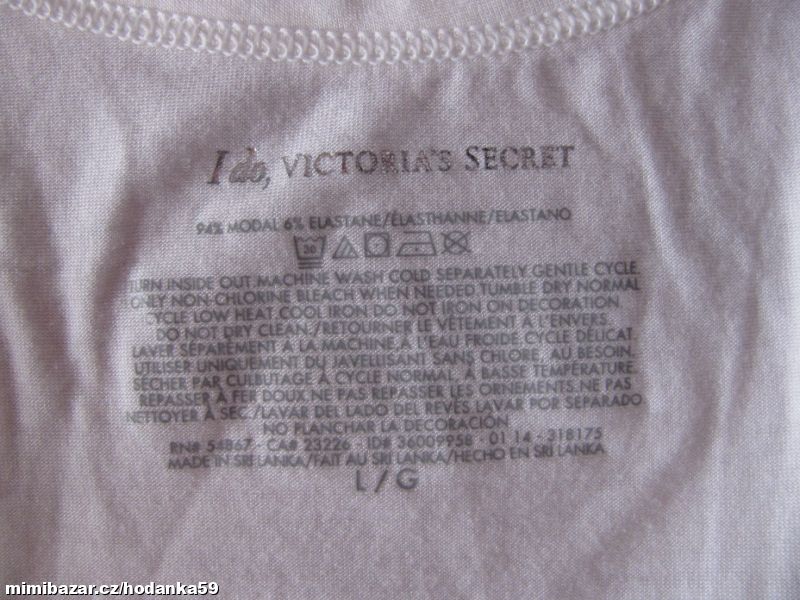 I do, VICTORIA'S SECRET
94% MODAL 6% ELASTANE/ÉLASTHANNE/ELASTANO
30
TURN INSIDE OUT.MACHINE WASH COLD SEPARATELY GENTLE CYCLE.
ONLY NON-CHLORINE BLEACH WHEN NEEDED TUMBLE DRY NORMAL
CYCLE LOW HEAT COOL IRON DO NOT IRON ON DECORATION.
DO NOT DRY CLEAN./RETOURNER LE VÊTEMENT À L'ENVERS.
LAVER SÉPARÉMENT À LA MACHINE,À L'EAU FROIDE,CYCLE DÉLICAT.
UTILISER UNIQUEMENT DU JAVELLISANT SANS CHLORE, AU BESOIN.
SÉCHER PAR CULBUTAGE À CYCLE NORMAL, À BASSE TEMPÉRATURE.
REPASSER À FER DOUX.NE PAS REPASSER LES ORNEMENTS.NE PAS
NETTOYER À SEC./LAVAR DEL LADO DEL REVÉS LAVAR POR SEPARADO
NO PLANCHAR LA DECORACIÓN
RN# 54867 - CA# 23226 - ID# 36009958 - 01 14 - 318175
MADE IN SRI LANKA/FAIT AU SRI LANKA/HECHO EN SRI LANKA
L / G
mimibazar.cz/hodanka59